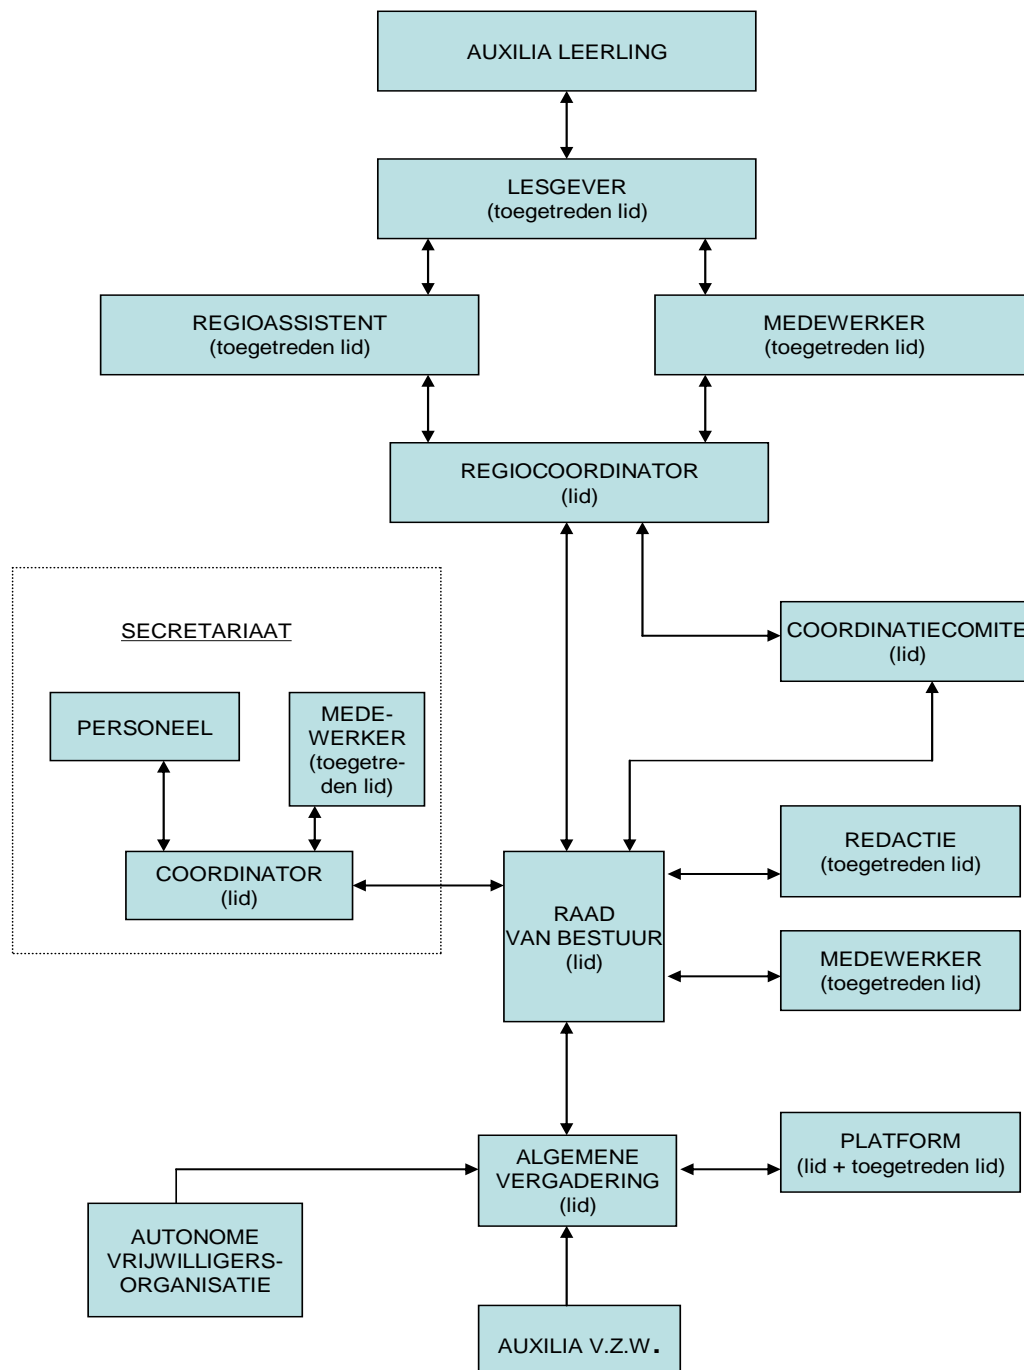 AUXILIA LEERLING
LESGEVER
(toegetreden lid)
REGIOASSISTENT
(toegetreden lid)
MEDEWERKER
(toegetreden lid)
REGIOCOORDINATOR
(lid)
SECRETARIAAT
COORDINATIECOMITE
(lid)
PERSONEEL
MEDE-
WERKER
(toegetre-
den lid)
COORDINATOR
(lid)
RAAD
VAN BESTUUR
(lid)
REDACTIE
(toegetreden lid)
MEDEWERKER
(toegetreden lid)
ALGEMENE
VERGADERING
(lid)
PLATFORM
(lid + toegetreden lid)
AUTONOME
VRIJWILLIGERS-
ORGANISATIE
AUXILIA V.Z.W.